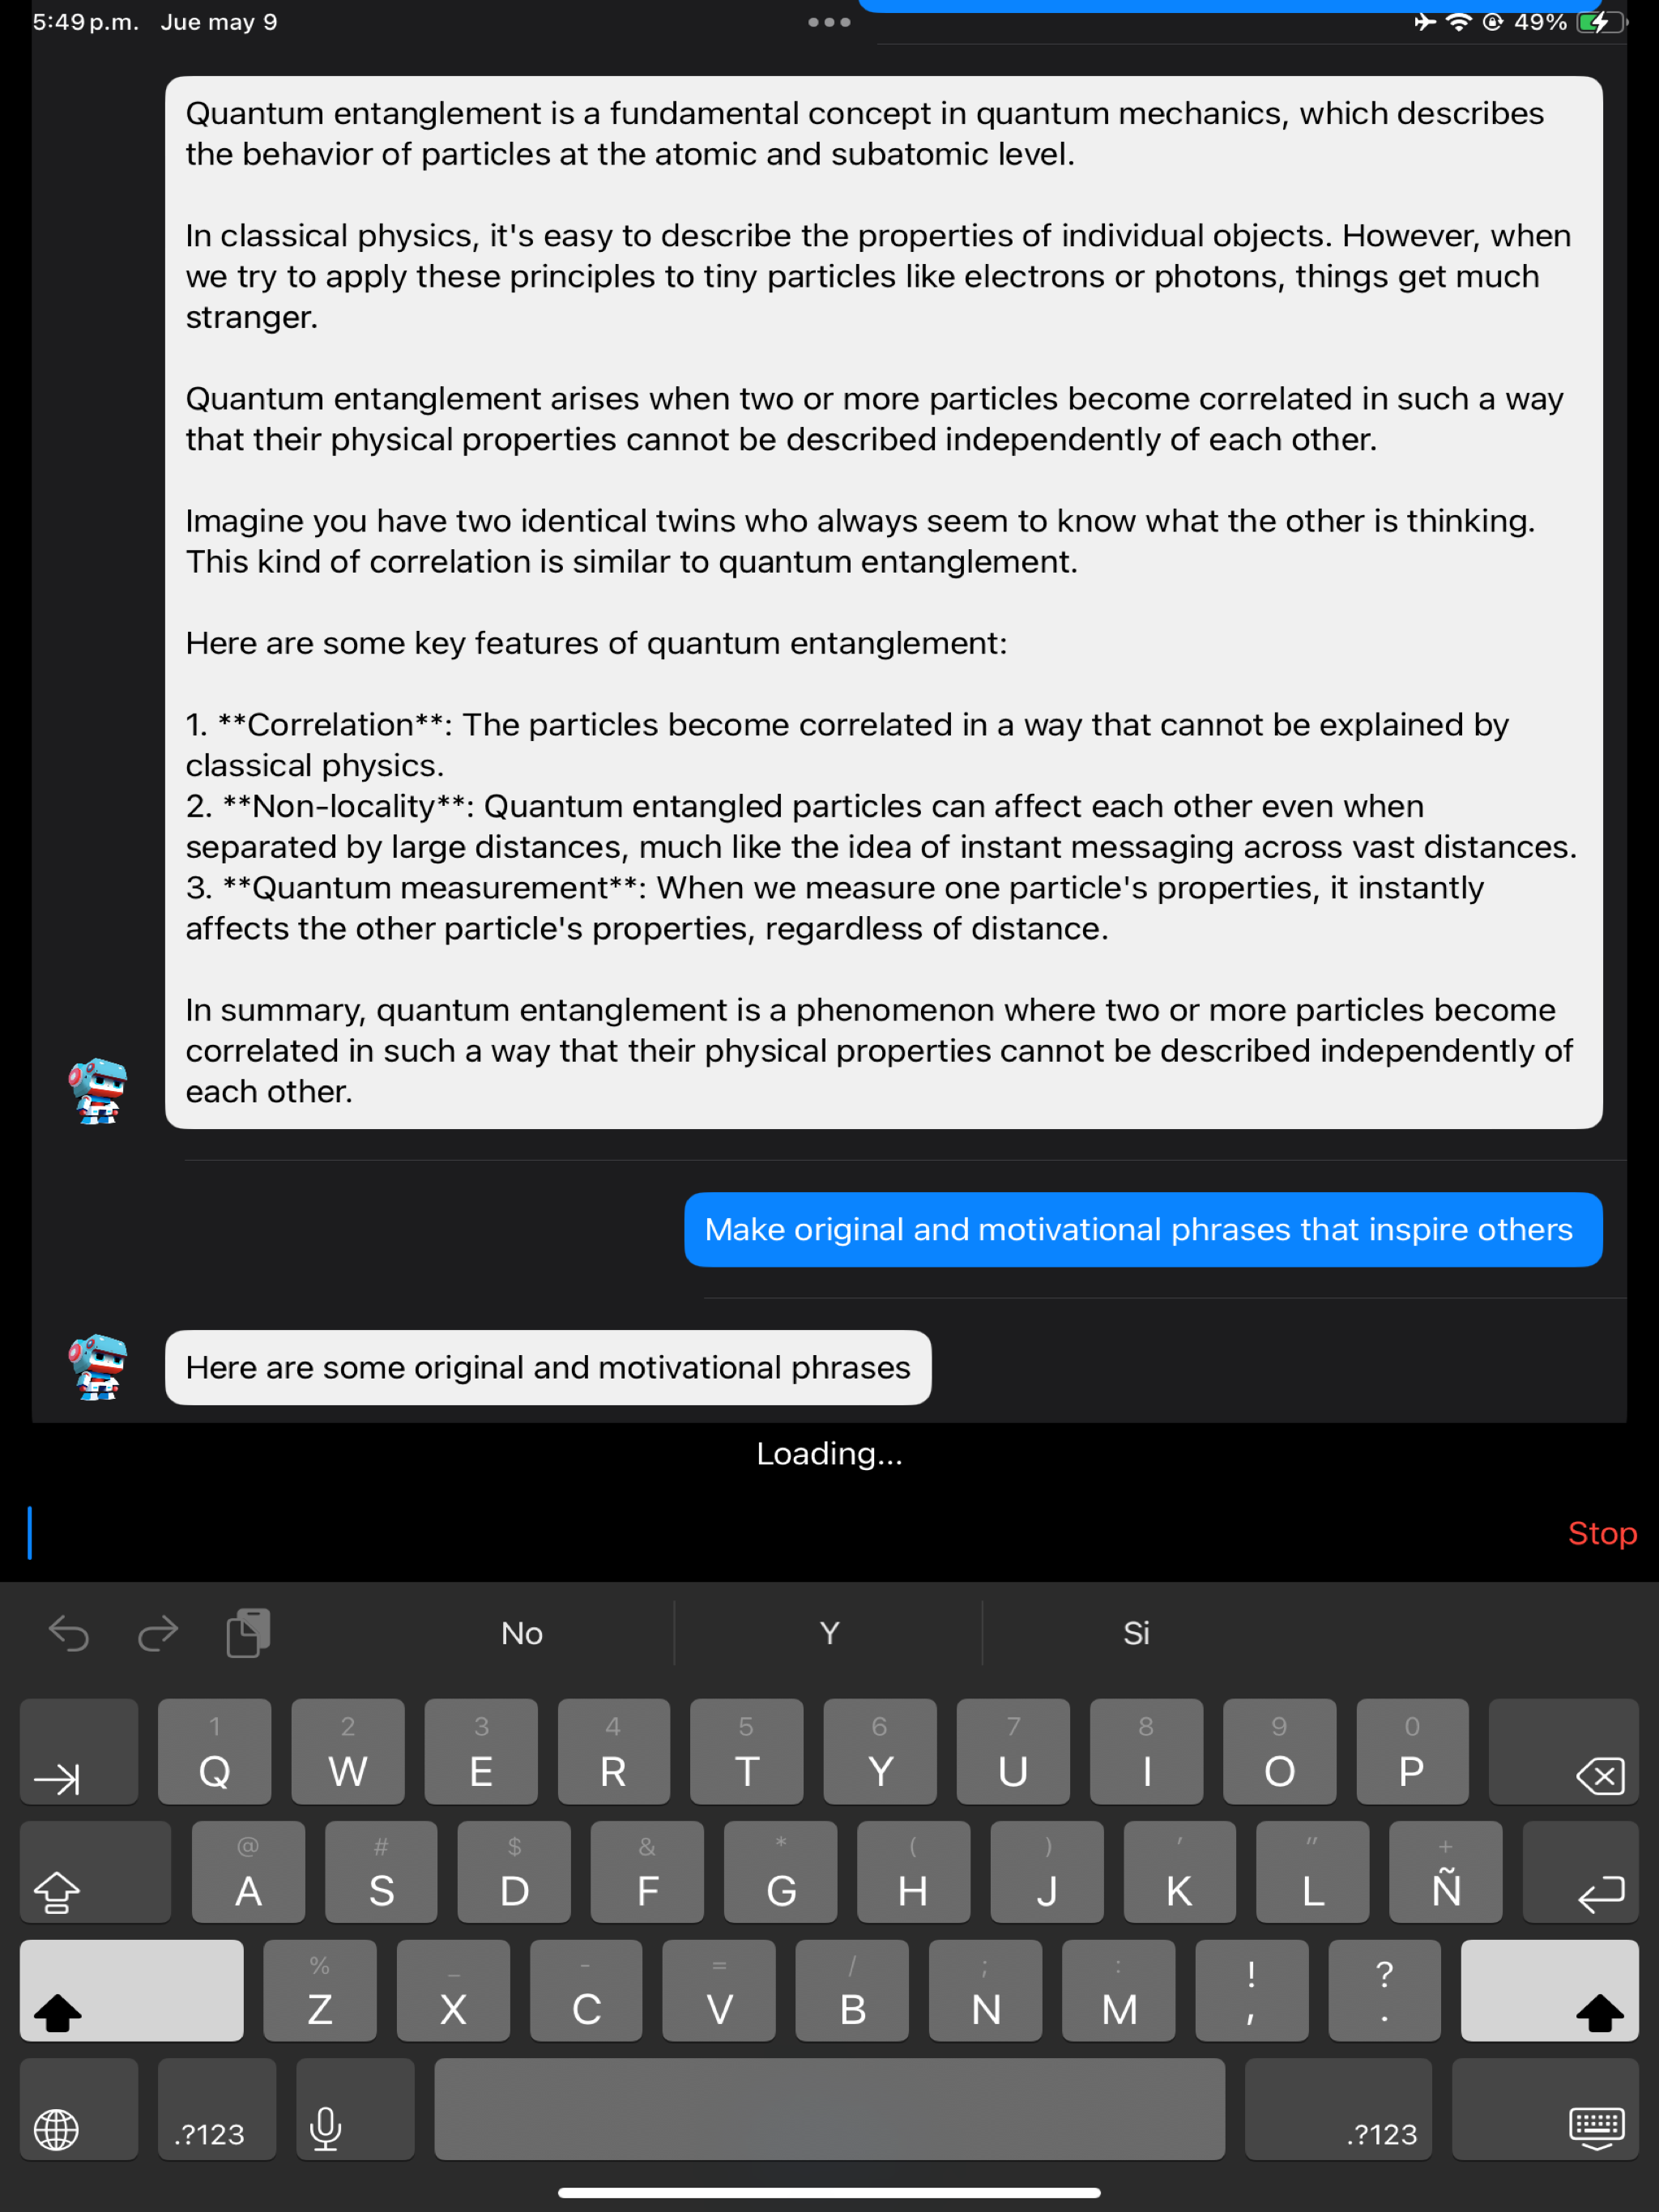 5:49 p.m. Jue may 9
49%
Quantum entanglement is a fundamental concept in quantum mechanics, which describes
the behavior of particles at the atomic and subatomic level.
In classical physics, it's easy to describe the properties of individual objects. However, when
we try to apply these principles to tiny particles like electrons or photons, things get much
stranger.
Quantum entanglement arises when two or more particles become correlated in such a way
that their physical properties cannot be described independently of each other.
Imagine you have two identical twins who always seem to know what the other is thinking.
This kind of correlation is similar to quantum entanglement.
Here are some key features of quantum entanglement:
1. **Correlation**: The particles become correlated in a way that cannot be explained by
classical physics.
2. **Non-locality**: Quantum entangled particles can affect each other even when
separated by large distances, much like the idea of instant messaging across vast distances.
3. **Quantum measurement**: When we measure one particle's properties, it instantly
affects the other particle's properties, regardless of distance.
In summary, quantum entanglement is a phenomenon where two or more particles become
correlated in such a way that their physical properties cannot be described independently of
each other.
Make original and motivational phrases that inspire others
Here are some original and motivational phrases
Loading...
Stop
No Y Si
1 2 3 4 5 6 7 8 9 0
Q W E R T Y U I O P
@ # $ & * ( ) ' " +
A S D F G H J K L Ñ
% _ - = / ; : ! ?
Z X C V B N M , .
.?123 .?123